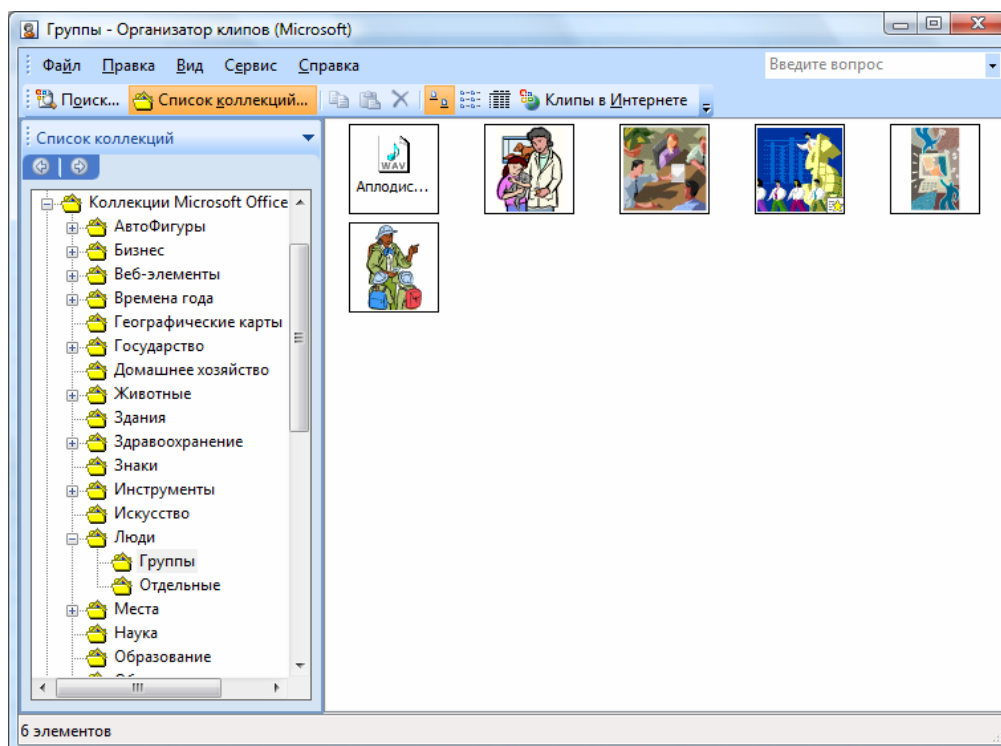 Группы - Организатор клипов (Microsoft)
Файл Правка Вид Сервис Справка Введите вопрос
Поиск... Список коллекций... Клипы в Интернете
Список коллекций
Коллекции Microsoft Office
АвтоФигуры
Бизнес
Веб-элементы
Времена года
Географические карты
Государство
Домашнее хозяйство
Животные
Здания
Здравоохранение
Знаки
Инструменты
Искусство
Люди
Группы
Отдельные
Места
Наука
Образование
WAV
Аплодис...
6 элементов